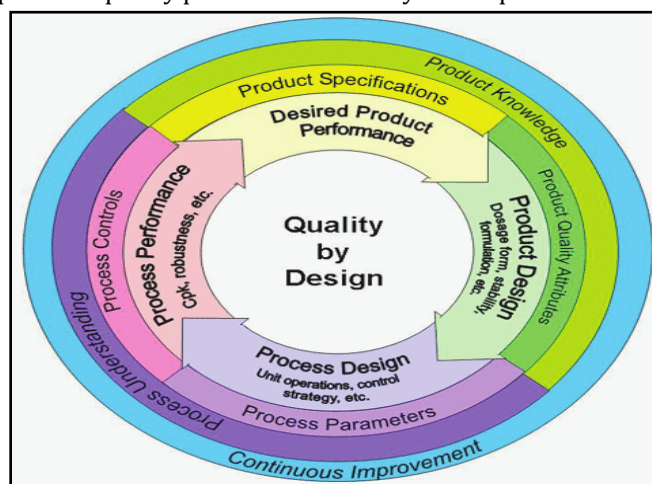 Product Knowledge
Product Specifications
Desired Product
Performance
Product Quality Attributes
Product Design
Dosage form, stability,
formulation, etc.
Process Design
Unit operations, control
strategy, etc.
Process Parameters
Process Performance
Cpk, robustness, etc.
Process Controls
Process Understanding
Continuous Improvement
Quality
by
Design